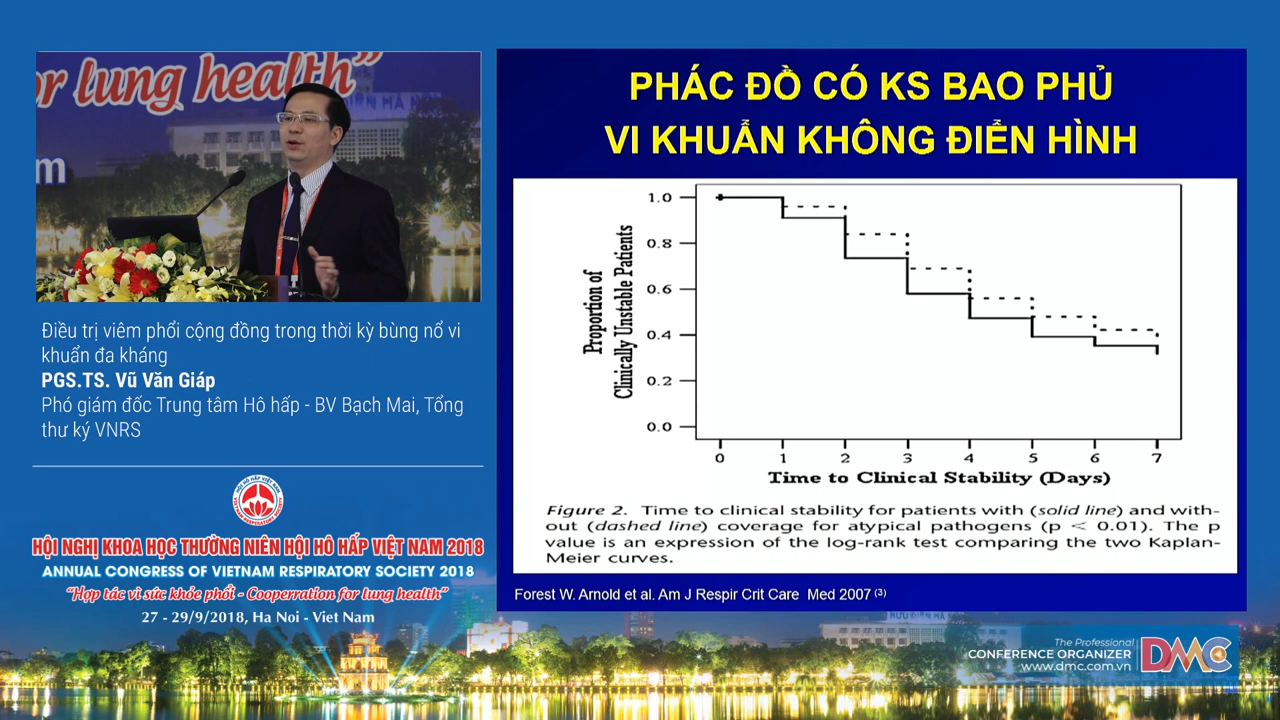 or lung health”
m
Điều trị viêm phổi cộng đồng trong thời kỳ bùng nổ vi
khuẩn đa kháng
PGS.TS. Vũ Văn Giáp
Phó giám đốc Trung tâm Hô hấp - BV Bạch Mai, Tổng
thư ký VNRS
HỘI HÔ HẤP VIỆT NAM
VIETNAM RESPIRATORY SOCIETY
HỘI NGHỊ KHOA HỌC THƯỜNG NIÊN HỘI HÔ HẤP VIỆT NAM 2018
ANNUAL CONGRESS OF VIETNAM RESPIRATORY SOCIETY 2018
“Hợp tác vì sức khỏe phổi - Cooperration for lung health”
27 - 29/9/2018, Ha Noi - Viet Nam
PHÁC ĐỒ CÓ KS BAO PHỦ
VI KHUẨN KHÔNG ĐIỂN HÌNH
Proportion of
Clinically Unstable Patients
1.0
0.8
0.6
0.4
0.2
0.0
0 1 2 3 4 5 6 7
Time to Clinical Stability (Days)
Figure 2. Time to clinical stability for patients with (solid line) and with-
out (dashed line) coverage for atypical pathogens (p < 0.01). The p
value is an expression of the log-rank test comparing the two Kaplan-
Meier curves.
Forest W. Arnold et al. Am J Respir Crit Care Med 2007 (3)
The Professional
CONFERENCE ORGANIZER
www.dmc.com.vn
DMC